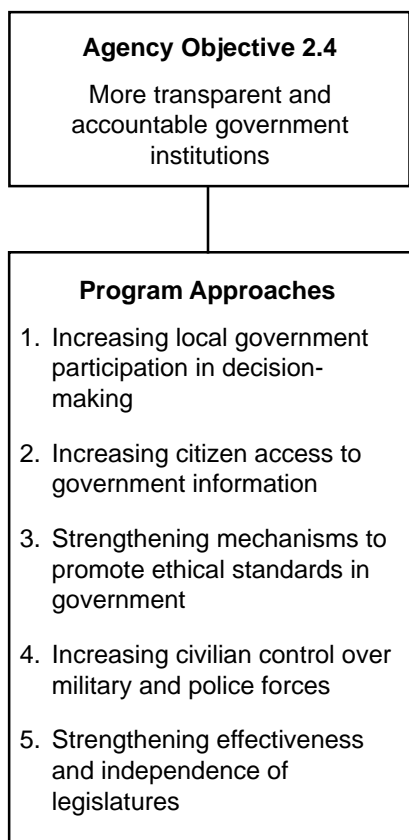 Agency Objective 2.4
More transparent and
accountable government
institutions
Program Approaches
1. Increasing local government
participation in decision-
making
2. Increasing citizen access to
government information
3. Strengthening mechanisms to
promote ethical standards in
government
4. Increasing civilian control over
military and police forces
5. Strengthening effectiveness
and independence of
legislatures